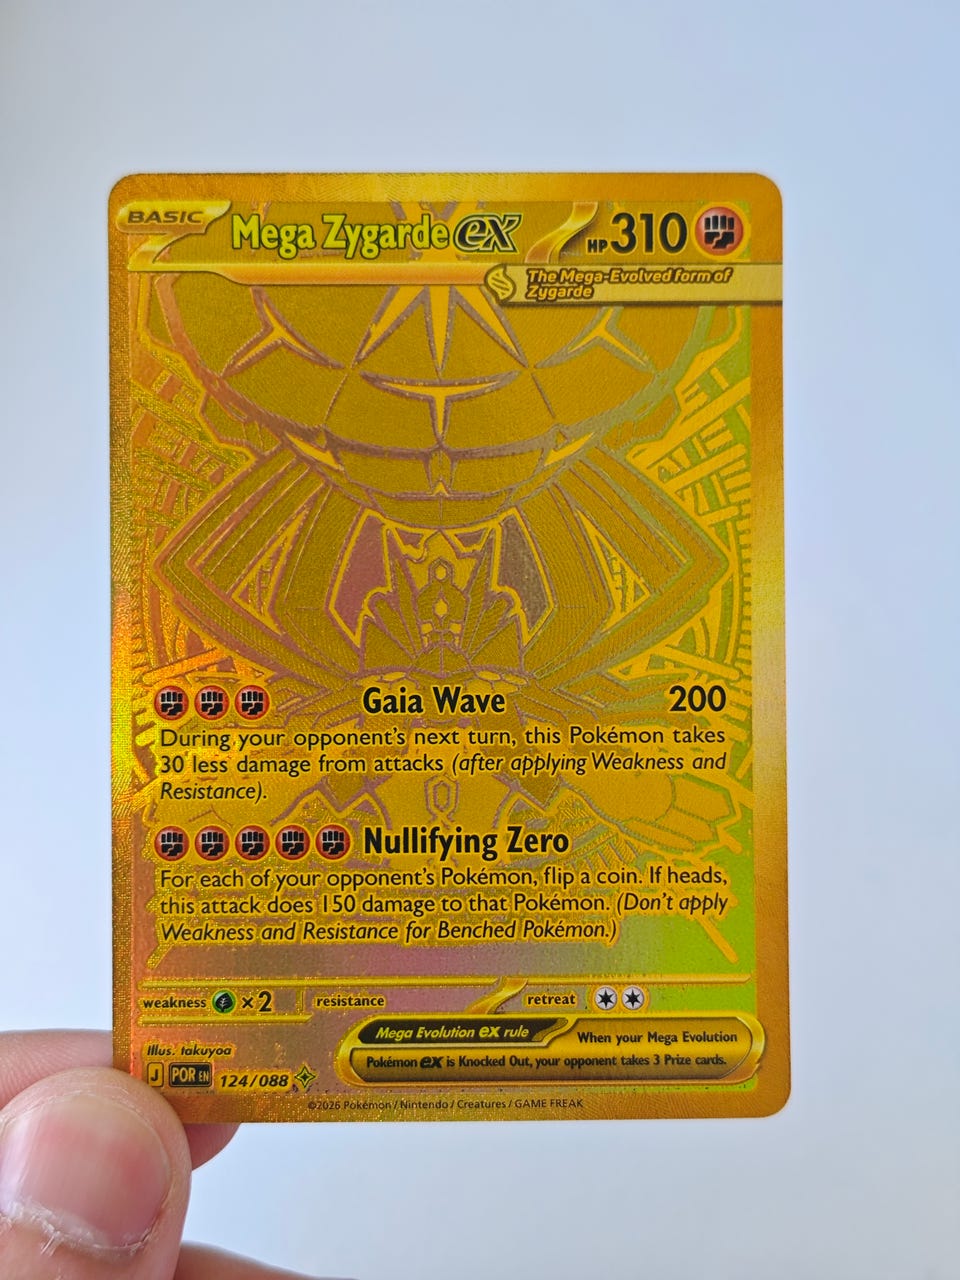 BASIC Mega Zygarde ex HP 310
The Mega-Evolved form of
Zygarde
Gaia Wave 200
During your opponent's next turn, this Pokémon takes
30 less damage from attacks (after applying Weakness and
Resistance).
Nullifying Zero
For each of your opponent's Pokémon, flip a coin. If heads,
this attack does 150 damage to that Pokémon. (Don't apply
Weakness and Resistance for Benched Pokémon.)
weakness ×2 resistance retreat
Mega Evolution ex rule When your Mega Evolution
Pokémon ex is Knocked Out, your opponent takes 3 Prize cards.
Illus. takuyoa
J POR EN 124/088
©2026 Pokémon / Nintendo / Creatures / GAME FREAK